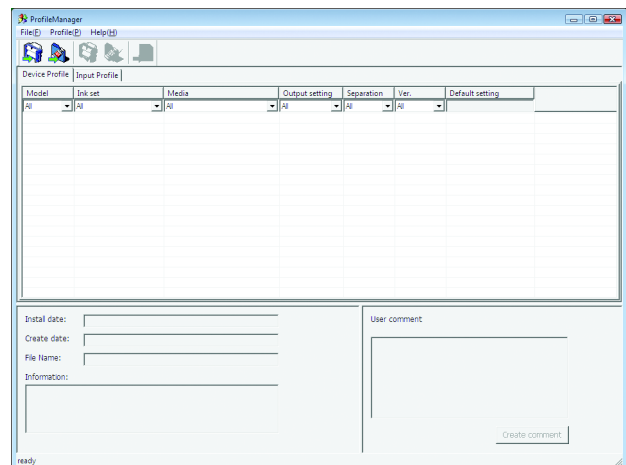 ProfileManager
File(F) Profile(P) Help(H)
Device Profile Input Profile
Model Ink set Media Output setting Separation Ver. Default setting
All All All All All All
Install date:
Create date:
File Name:
Information:
User comment
Create comment
ready